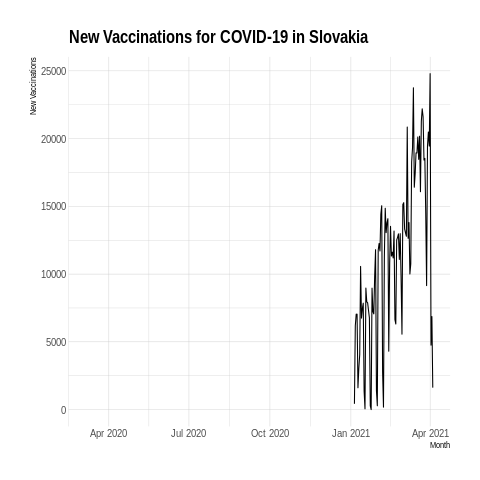 New Vaccinations for COVID-19 in Slovakia
New Vaccinations
25000
20000
15000
10000
5000
0
Apr 2020 Jul 2020 Oct 2020 Jan 2021 Apr 2021
Month